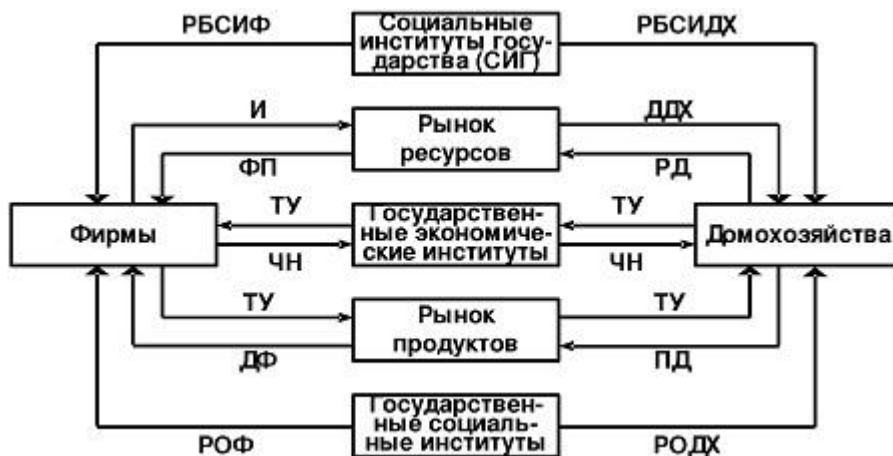 РБСИФ
Социальные
институты госу-
дарства (СИГ)
РБСИДХ
И
Рынок
ресурсов
ДДХ
ФП
РД
Фирмы
ТУ
Государствен-
ные экономиче-
ские институты
ТУ
Домохозяйства
ЧН
ЧН
ТУ
Рынок
продуктов
ТУ
ДФ
ПД
Государствен-
ные социаль-
ные институты
РОФ
РОДХ